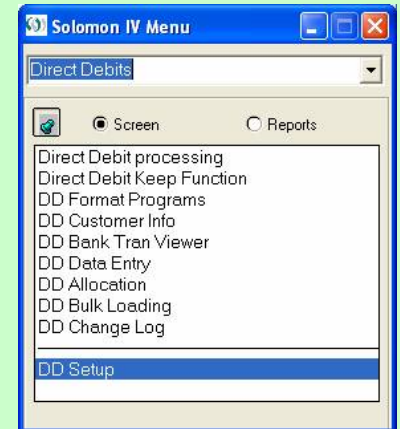 Solomon IV Menu
Direct Debits
Screen Reports
Direct Debit processing
Direct Debit Keep Function
DD Format Programs
DD Customer Info
DD Bank Tran Viewer
DD Data Entry
DD Allocation
DD Bulk Loading
DD Change Log
DD Setup